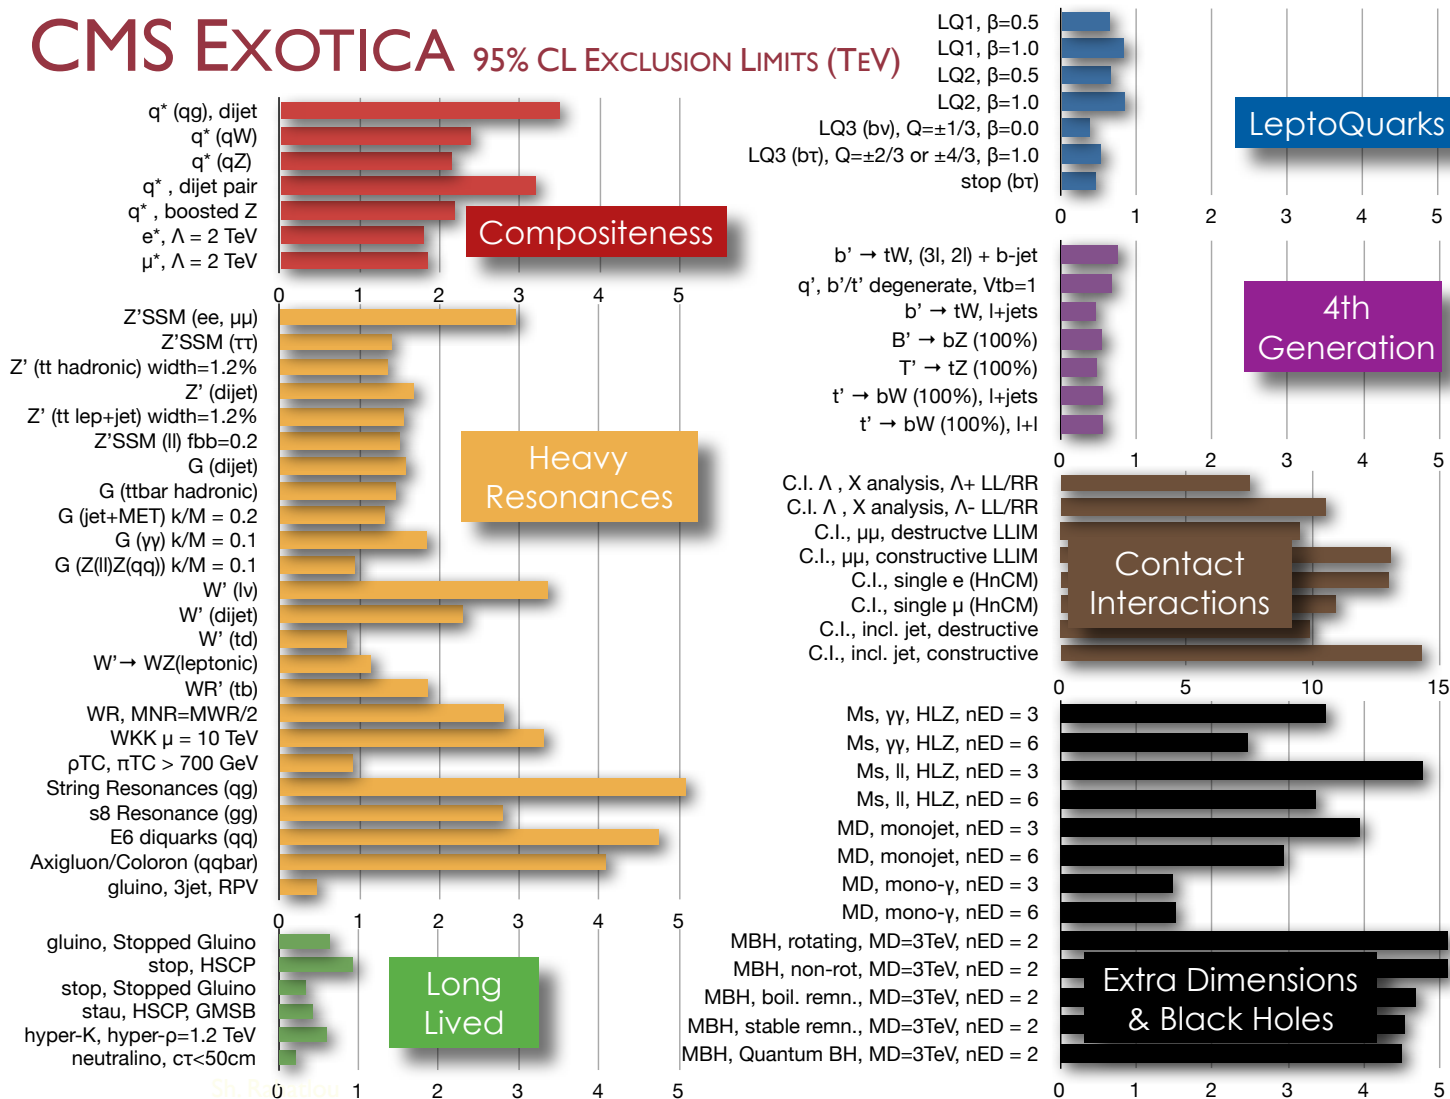 CMS EXOTICA 95% CL EXCLUSION LIMITS (TEV)
q* (qg), dijet
q* (qW)
q* (qZ)
q* , dijet pair
q* , boosted Z
e*, Λ = 2 TeV
μ*, Λ = 2 TeV
Compositeness
0 1 2 3 4 5
Z’SSM (ee, μμ)
Z’SSM (ττ)
Z’ (tt hadronic) width=1.2%
Z’ (dijet)
Z’ (tt lep+jet) width=1.2%
Z’SSM (ll) fbb=0.2
G (dijet)
G (ttbar hadronic)
G (jet+MET) k/M = 0.2
G (γγ) k/M = 0.1
G (Z(ll)Z(qq)) k/M = 0.1
W’ (lν)
W’ (dijet)
W’ (td)
W’→ WZ(leptonic)
WR’ (tb)
WR, MNR=MWR/2
WKK μ = 10 TeV
ρTC, πTC > 700 GeV
String Resonances (qg)
s8 Resonance (gg)
E6 diquarks (qq)
Axigluon/Coloron (qqbar)
gluino, 3jet, RPV
Heavy
Resonances
0 1 2 3 4 5
gluino, Stopped Gluino
stop, HSCP
stop, Stopped Gluino
stau, HSCP, GMSB
hyper-K, hyper-ρ=1.2 TeV
neutralino, cτ<50cm
Long
Lived
0 1 2 3 4 5
LQ1, β=0.5
LQ1, β=1.0
LQ2, β=0.5
LQ2, β=1.0
LQ3 (bν), Q=±1/3, β=0.0
LQ3 (bτ), Q=±2/3 or ±4/3, β=1.0
stop (bτ)
LeptoQuarks
0 1 2 3 4 5
b’ → tW, (3l, 2l) + b-jet
q’, b’/t’ degenerate, Vtb=1
b’ → tW, l+jets
B’ → bZ (100%)
T’ → tZ (100%)
t’ → bW (100%), l+jets
t’ → bW (100%), l+l
4th
Generation
0 1 2 3 4 5
C.I. Λ , X analysis, Λ+ LL/RR
C.I. Λ , X analysis, Λ- LL/RR
C.I., μμ, destructve LLIM
C.I., μμ, constructive LLIM
C.I., single e (HnCM)
C.I., single μ (HnCM)
C.I., incl. jet, destructive
C.I., incl. jet, constructive
Contact
Interactions
0 5 10 15
Ms, γγ, HLZ, nED = 3
Ms, γγ, HLZ, nED = 6
Ms, ll, HLZ, nED = 3
Ms, ll, HLZ, nED = 6
MD, monojet, nED = 3
MD, monojet, nED = 6
MD, mono-γ, nED = 3
MD, mono-γ, nED = 6
MBH, rotating, MD=3TeV, nED = 2
MBH, non-rot, MD=3TeV, nED = 2
MBH, boil. remn., MD=3TeV, nED = 2
MBH, stable remn., MD=3TeV, nED = 2
MBH, Quantum BH, MD=3TeV, nED = 2
Extra Dimensions
& Black Holes
0 1 2 3 4 5